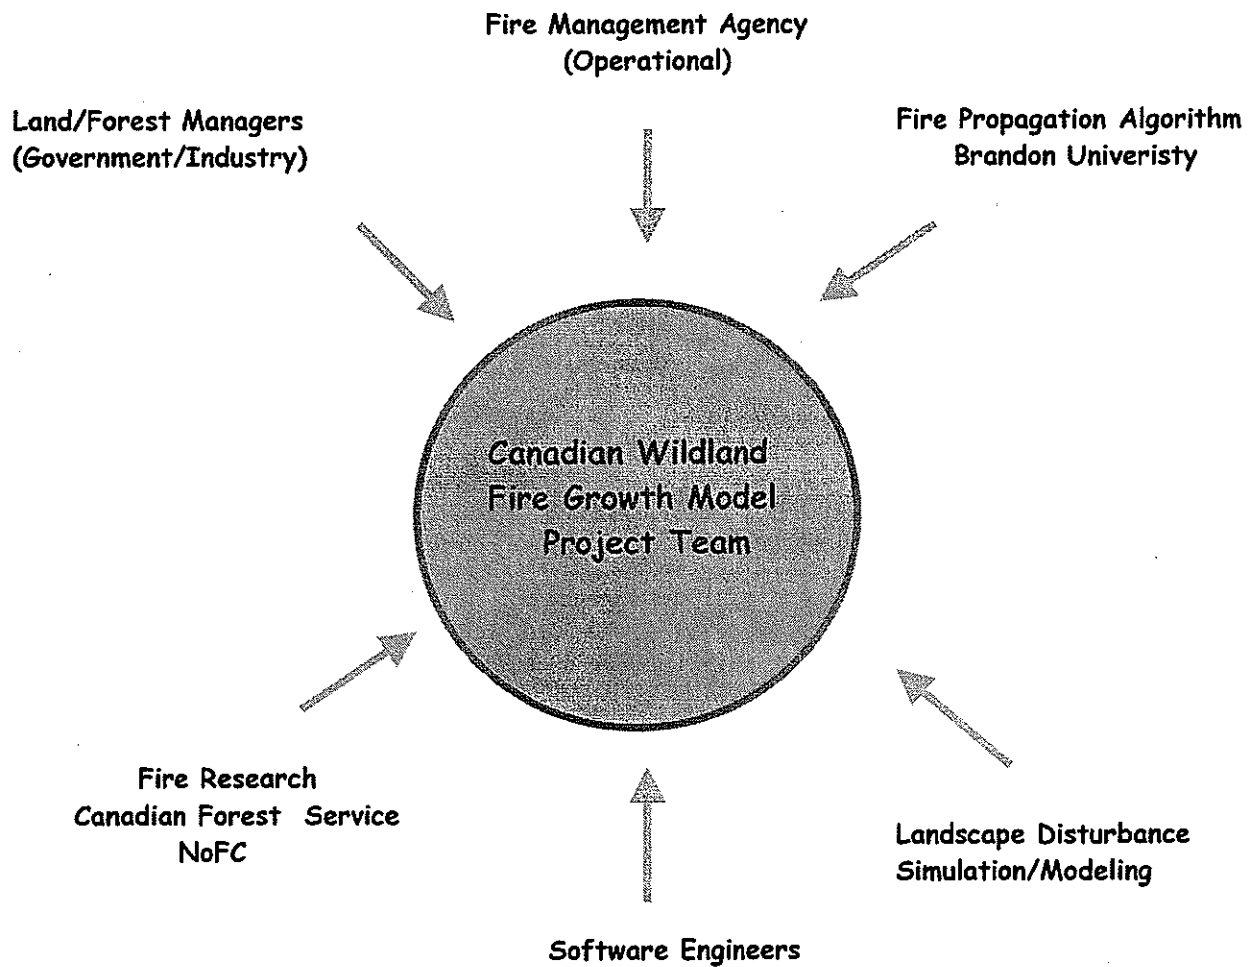 Fire Management Agency
(Operational)
Land/Forest Managers
(Government/Industry)
Fire Propagation Algorithm
Brandon Univeristy
Canadian Wildland
Fire Growth Model
Project Team
Fire Research
Canadian Forest Service
NoFC
Landscape Disturbance
Simulation/Modeling
Software Engineers